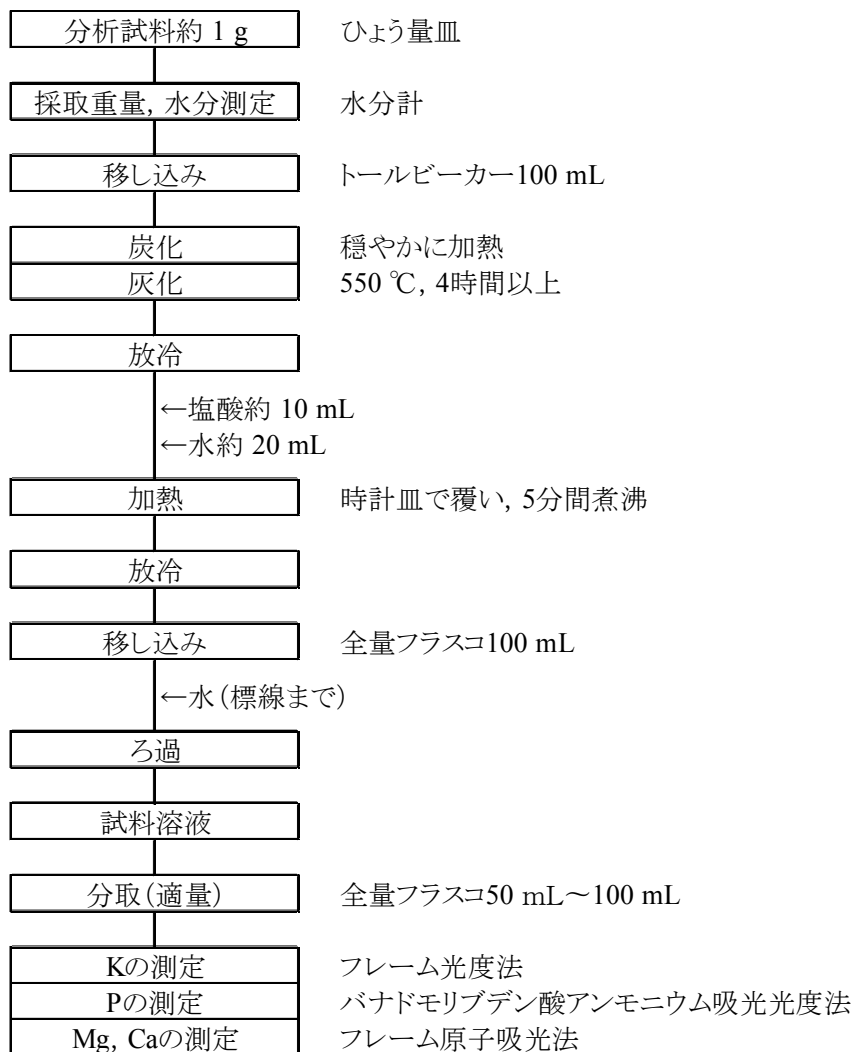 分析試料約 1 g ひょう量皿
採取重量, 水分測定 水分計
移し込み トールビーカー100 mL
炭化 穏やかに加熱
灰化 550 ℃, 4時間以上
放冷
←塩酸約 10 mL
←水約 20 mL
加熱 時計皿で覆い, 5分間煮沸
放冷
移し込み 全量フラスコ100 mL
←水(標線まで)
ろ過
試料溶液
分取(適量) 全量フラスコ50 mL~100 mL
Kの測定 フレーム光度法
Pの測定 バナドモリブデン酸アンモニウム吸光光度法
Mg, Caの測定 フレーム原子吸光法